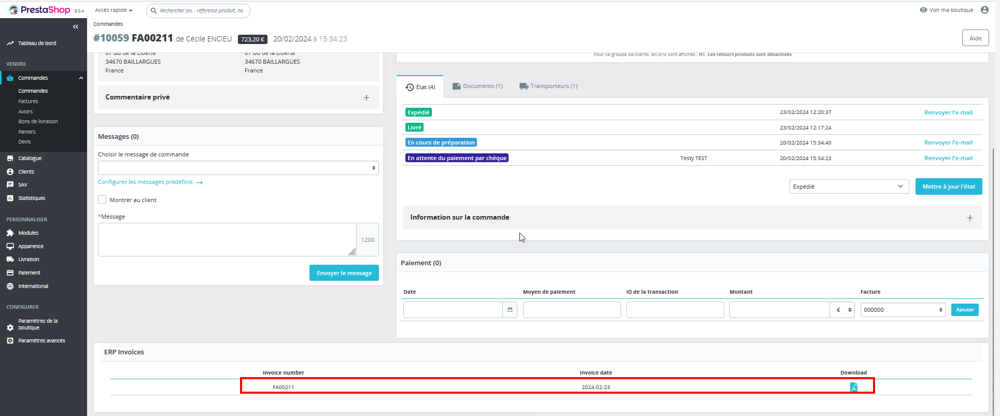 PrestaShop 8.0.4
Accès rapide
Rechercher (ex. : référence produit, no
Voir ma boutique
Commandes
#10059 FA00211 de Cécile ENCIEU 723,20 € 20/02/2024 à 15:34:23
Aide
Tableau de bord
VENDRE
Commandes
Commandes
Factures
Avoirs
Bons de livraison
Paniers
Devis
Catalogue
Clients
SAV
Statistiques
PERSONNALISER
Modules
Apparence
Livraison
Paiement
International
CONFIGURER
Paramètres de la
boutique
Paramètres avancés
67 Bd de la Liberté
34670 BAILLARGUES
France
67 Bd de la Liberté
34670 BAILLARGUES
France
Commentaire privé
Messages (0)
Choisir le message de commande
Configurer les messages prédéfinis →
Montrer au client
*Message
1200
Envoyer le message
Pour ce groupe de clients, les prix sont affichés : HT. Les retours produits sont désactivés
État (4)
Documents (1)
Transporteurs (1)
Expédié 23/02/2024 12:20:37 Renvoyer l'e-mail
Livré 23/02/2024 12:17:24
En cours de préparation 20/02/2024 15:34:40 Renvoyer l'e-mail
En attente du paiement par chèque Testy TEST 20/02/2024 15:34:23 Renvoyer l'e-mail
Expédié
Mettre à jour l'état
Information sur la commande
Paiement (0)
Date Moyen de paiement ID de la transaction Montant Facture
€ 000000 Ajouter
ERP Invoices
Invoice number Invoice date Download
FA00211 2024-02-23